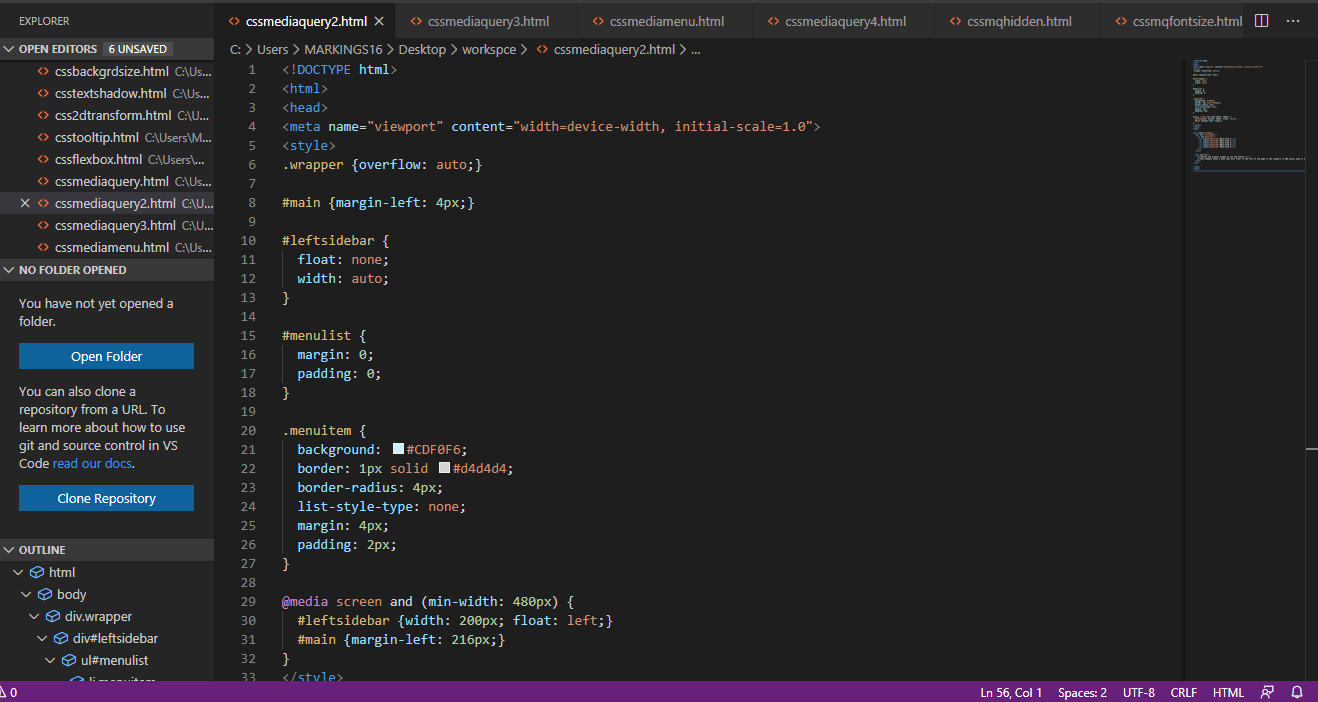 EXPLORER
OPEN EDITORS 6 UNSAVED
cssbackgrdsize.html C:\Us...
csstextshadow.html C:\Us...
css2dtransform.html C:\U...
csstooltip.html C:\Users\M...
cssflexbox.html C:\Users\...
cssmediaquery.html C:\Us...
cssmediaquery2.html C:\U...
cssmediaquery3.html C:\U...
cssmediamenu.html C:\Us...
NO FOLDER OPENED
You have not yet opened a
folder.
Open Folder
You can also clone a
repository from a URL. To
learn more about how to use
git and source control in VS
Code read our docs.
Clone Repository
OUTLINE
html
body
div.wrapper
div#leftsidebar
ul#menulist
li.menuitem
cssmediaquery2.html cssmediaquery3.html cssmediamenu.html cssmediaquery4.html cssmqhidden.html cssmqfontsize.html
C: > Users > MARKINGS16 > Desktop > workspce > cssmediaquery2.html > ...
1 <!DOCTYPE html>
2 <html>
3 <head>
4 <meta name="viewport" content="width=device-width, initial-scale=1.0">
5 <style>
6 .wrapper {overflow: auto;}
7
8 #main {margin-left: 4px;}
9
10 #leftsidebar {
11 float: none;
12 width: auto;
13 }
14
15 #menulist {
16 margin: 0;
17 padding: 0;
18 }
19
20 .menuitem {
21 background: #CDF0F6;
22 border: 1px solid #d4d4d4;
23 border-radius: 4px;
24 list-style-type: none;
25 margin: 4px;
26 padding: 2px;
27 }
28
29 @media screen and (min-width: 480px) {
30 #leftsidebar {width: 200px; float: left;}
31 #main {margin-left: 216px;}
32 }
33 </style>
0 Ln 56, Col 1 Spaces: 2 UTF-8 CRLF HTML